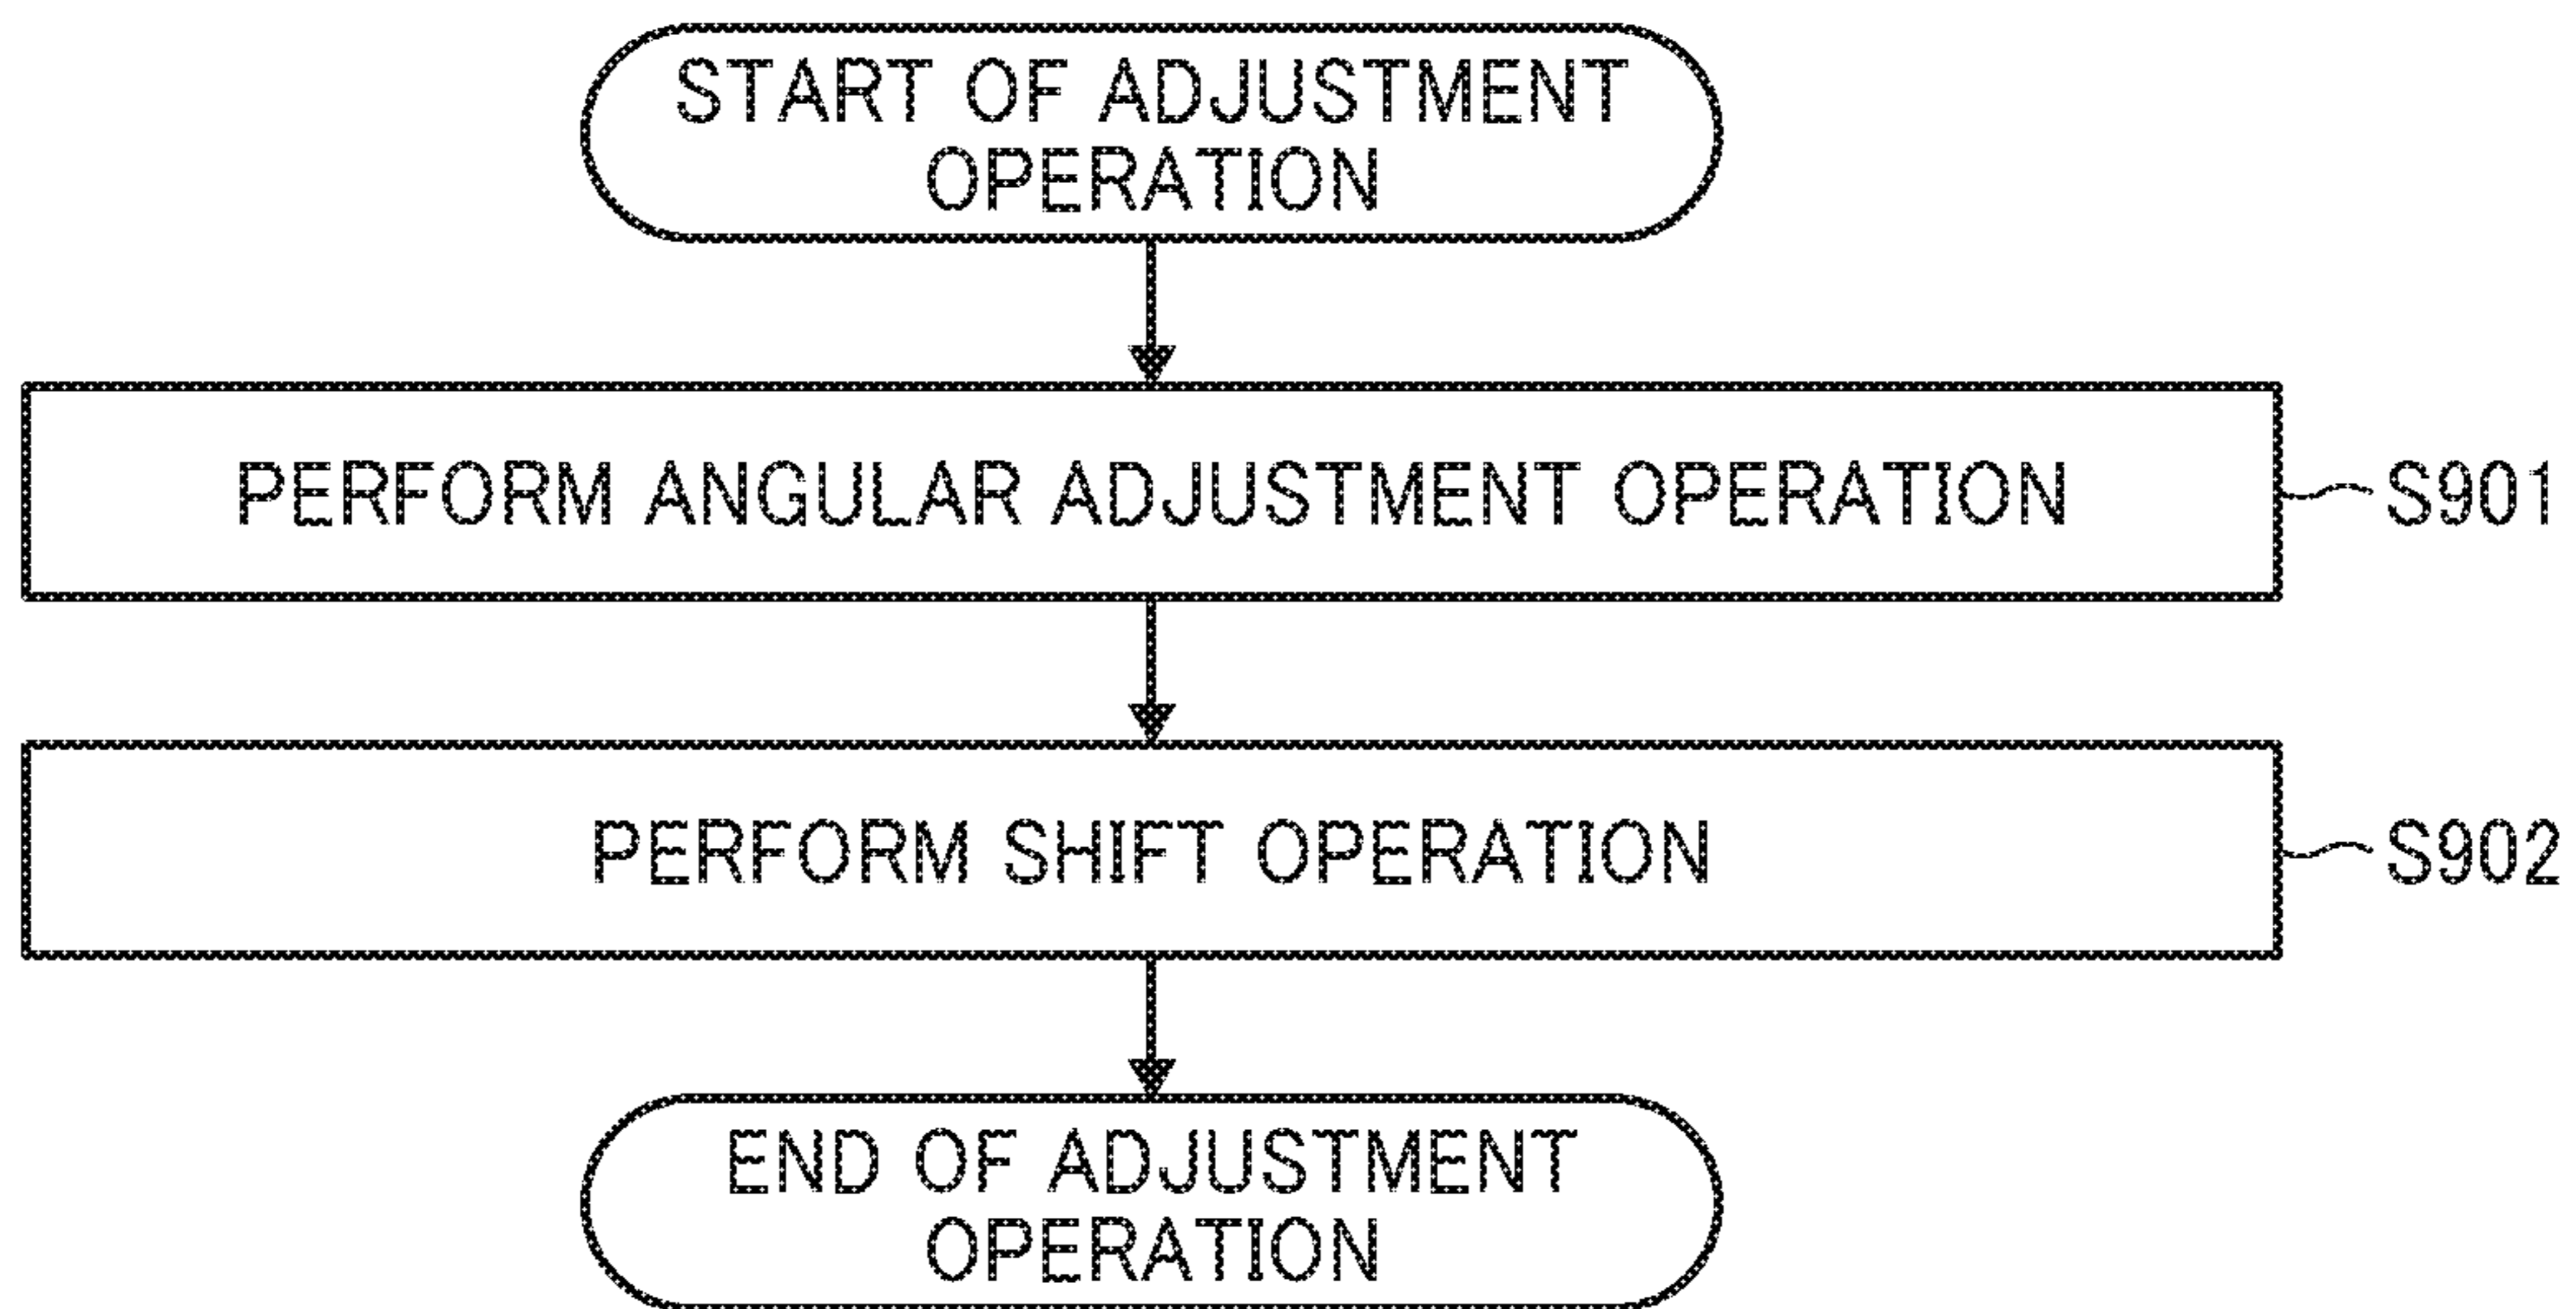 START OF ADJUSTMENT
OPERATION
PERFORM ANGULAR ADJUSTMENT OPERATION
S901
PERFORM SHIFT OPERATION
S902
END OF ADJUSTMENT
OPERATION